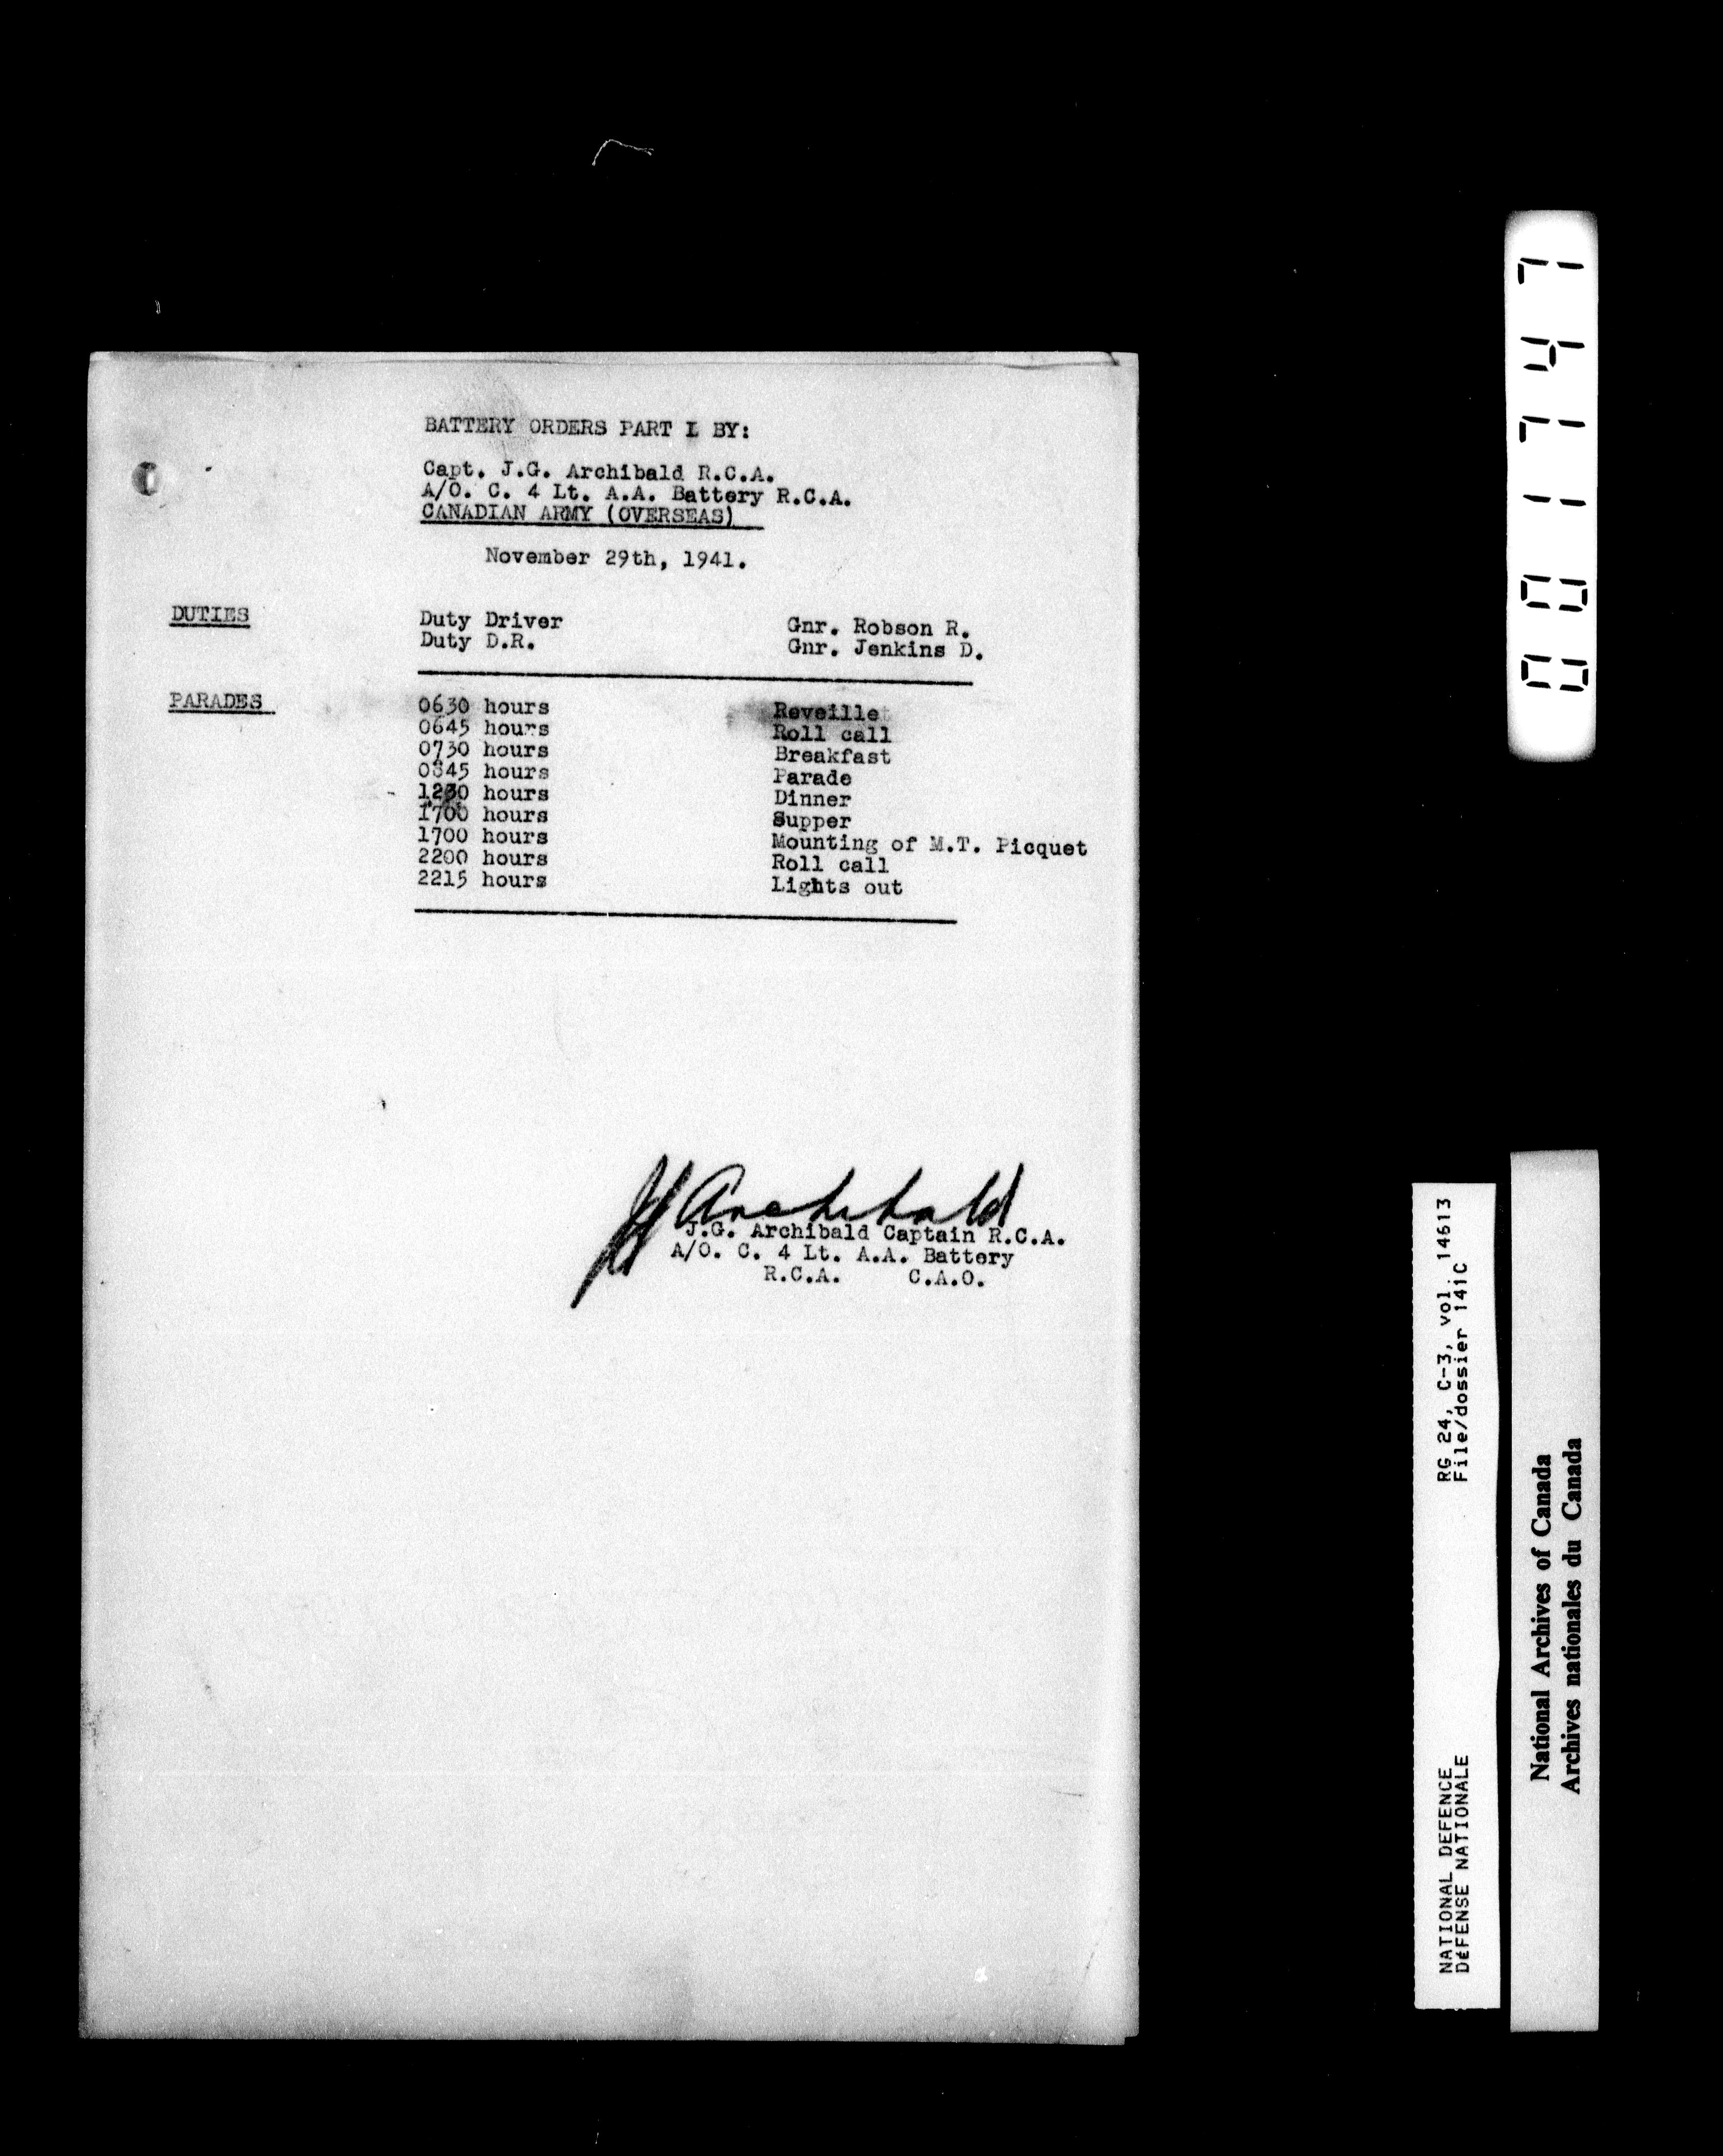 BATTERY ORDERS PART I BY:
Capt. J.G. Archibald R.C.A.
A/O. C. 4 Lt. A.A. Battery R.C.A.
CANADIAN ARMY (OVERSEAS)
November 29th, 1941.
DUTIES Duty Driver Gnr. Robson R.
Duty D.R. Gnr. Jenkins D.
PARADES 0630 hours Reveille
0645 hours Roll call
0730 hours Breakfast
0845 hours Parade
1230 hours Dinner
1700 hours Supper
1700 hours Mounting of M.T. Picquet
2200 hours Roll call
2215 hours Lights out
JG Archibald
J.G. Archibald Captain R.C.A.
A/O. C. 4 Lt. A.A. Battery
R.C.A. C.A.O.
001747
NATIONAL DEFENCE RG 24, C-3, vol. 14613
DéFENSE NATIONALE File/dossier 141C
National Archives of Canada
Archives nationales du Canada